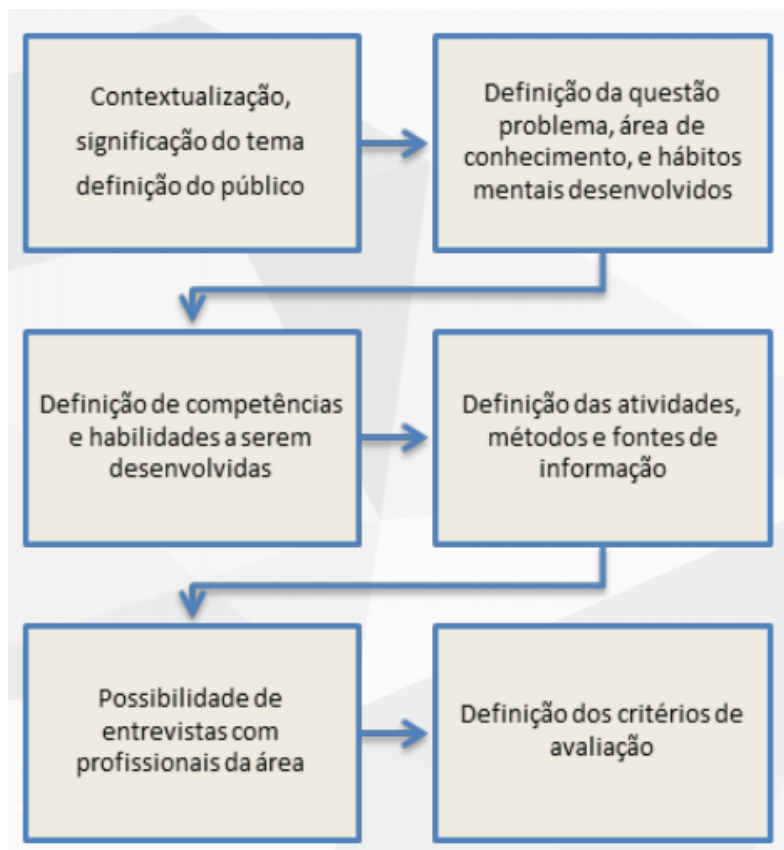 Contextualização,
significação do tema
definição do público
Definição da questão
problema, área de
conhecimento, e hábitos
mentais desenvolvidos
Definição de competências
e habilidades a serem
desenvolvidas
Definição das atividades,
métodos e fontes de
informação
Possibilidade de
entrevistas com
profissionais da área
Definição dos critérios de
avaliação